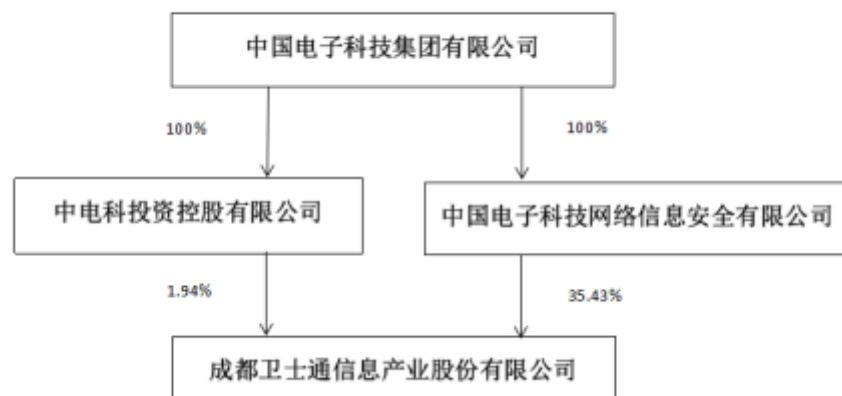 中国电子科技集团有限公司
100%
100%
中电科投资控股有限公司
中国电子科技网络信息安全有限公司
1.94%
35.43%
成都卫士通信息产业股份有限公司